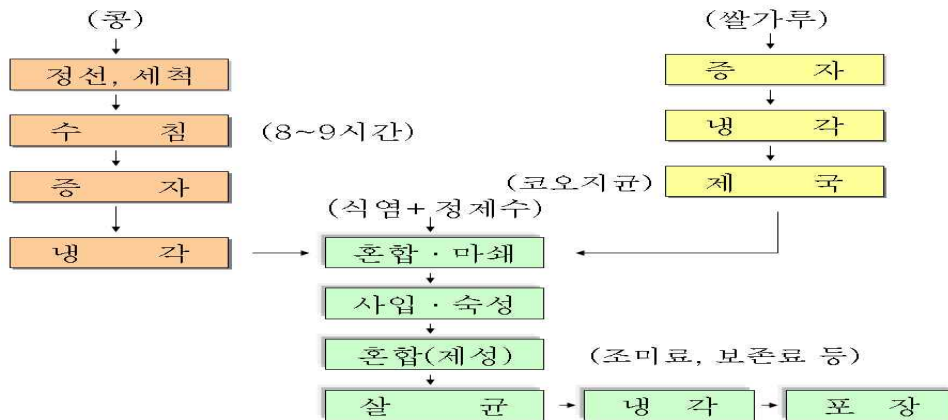 (콩)
정선, 세척
수 침
(8~9시간)
증 자
냉 각
(쌀가루)
증 자
냉 각
(코오지균)
제 국
(식염+정제수)
혼합·마쇄
사입·숙성
혼합(제성)
(조미료, 보존료 등)
살 균
냉 각
포 장